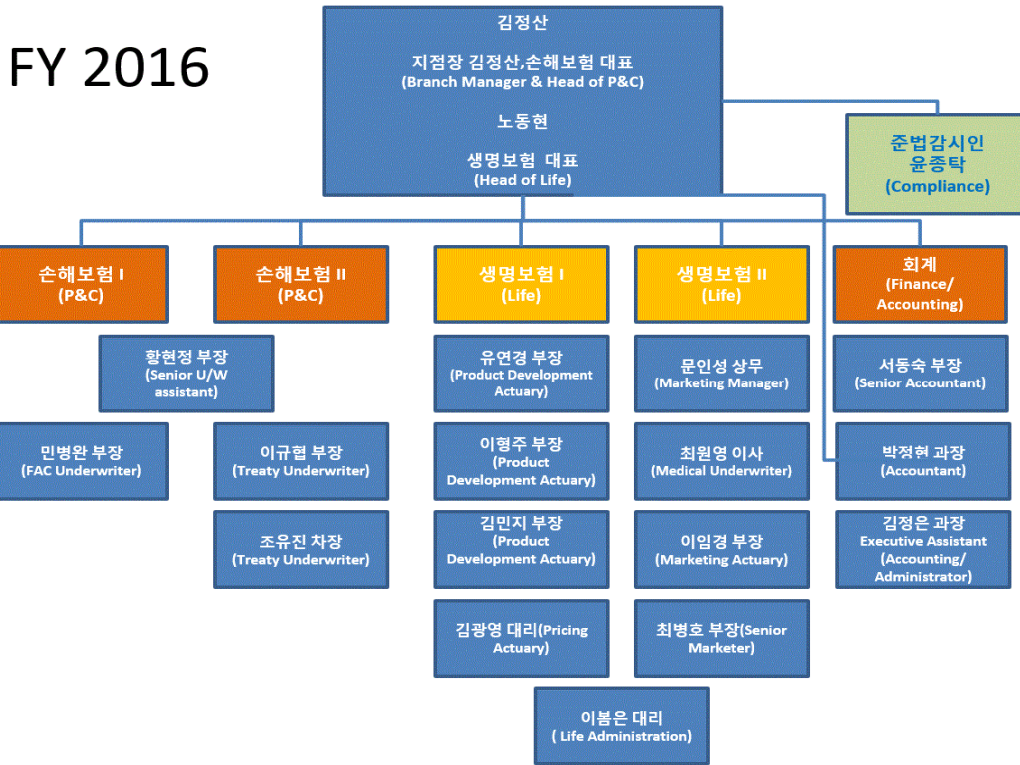 FY 2016
김정산
지점장 김정산,손해보험 대표
(Branch Manager & Head of P&C)
노동현
생명보험 대표
(Head of Life)
준법감시인
윤종탁
(Compliance)
손해보험 I
(P&C)
손해보험 II
(P&C)
생명보험 I
(Life)
생명보험 II
(Life)
회계
(Finance/
Accounting)
황현정 부장
(Senior U/W
assistant)
유연경 부장
(Product Development
Actuary)
문인성 상무
(Marketing Manager)
서동숙 부장
(Senior Accountant)
민병완 부장
(FAC Underwriter)
이규협 부장
(Treaty Underwriter)
이형주 부장
(Product
Development Actuary)
최원영 이사
(Medical Underwriter)
박정현 과장
(Accountant)
조유진 차장
(Treaty Underwriter)
김민지 부장
(Product
Development Actuary)
이임경 부장
(Marketing Actuary)
김정은 과장
Executive Assistant
(Accounting/
Administrator)
김광영 대리(Pricing
Actuary)
최병호 부장(Senior
Marketer)
이봄은 대리
( Life Administration)